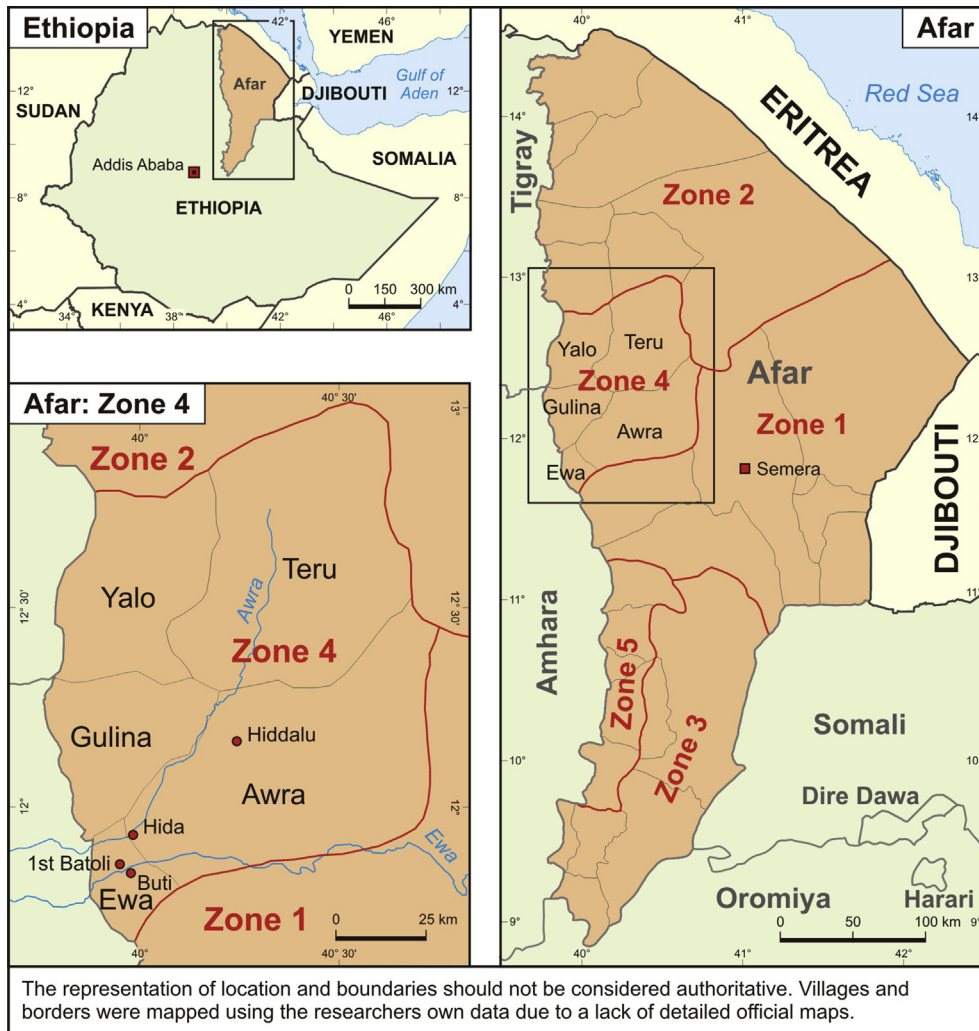 Ethiopia
42°
46°
YEMEN
Gulf of
Aden
Afar
12°
12°
DJIBOUTI
SUDAN
SOMALIA
Addis Ababa
8°
8°
ETHIOPIA
0 150 300 km
4°
4°
KENYA
34°
38°
42°
46°
Afar: Zone 4
40° 30'
13°
40°
Zone 2
Teru
Awra
Yalo
12° 30'
12° 30'
Zone 4
Gulina
Hiddalu
Awra
12°
12°
Hida
Ewa
1st Batoli
Buti
Ewa
Zone 1
0 25 km
40°
40° 30'
40°
41°
Afar
Red Sea
14°
14°
ERITREA
Tigray
Zone 2
13°
Yalo
Teru
Zone 4
Afar
Gulina
Zone 1
Awra
12°
Ewa
Semera
DJIBOUTI
11°
Amhara
Zone 5
Zone 3
Somali
10°
Dire Dawa
Oromiya
Harari
9°
9°
0 50 100 km
40°
41°
42°
The representation of location and boundaries should not be considered authoritative. Villages and
borders were mapped using the researchers own data due to a lack of detailed official maps.